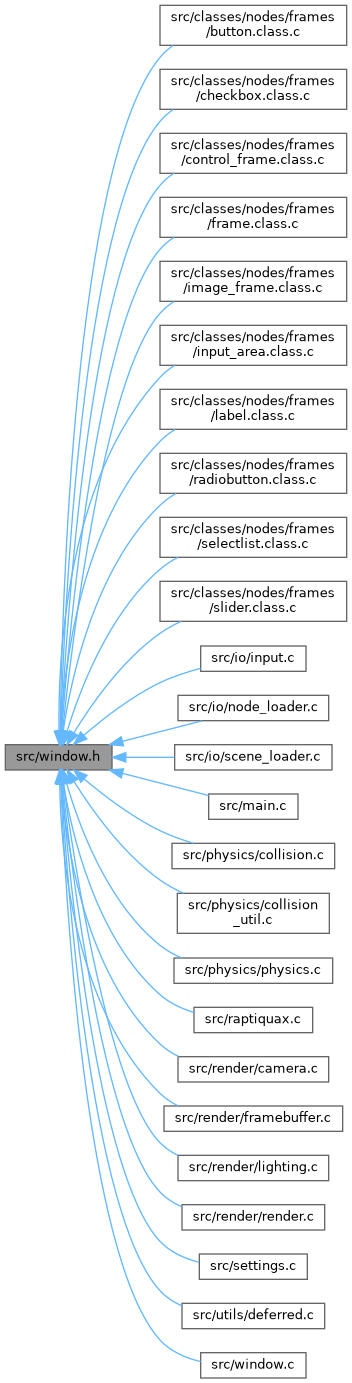 src/classes/nodes/frames
/button.class.c
src/classes/nodes/frames
/checkbox.class.c
src/classes/nodes/frames
/control_frame.class.c
src/classes/nodes/frames
/frame.class.c
src/classes/nodes/frames
/image_frame.class.c
src/classes/nodes/frames
/input_area.class.c
src/classes/nodes/frames
/label.class.c
src/classes/nodes/frames
/radiobutton.class.c
src/classes/nodes/frames
/selectlist.class.c
src/classes/nodes/frames
/slider.class.c
src/io/input.c
src/io/node_loader.c
src/window.h
src/io/scene_loader.c
src/main.c
src/physics/collision.c
src/physics/collision
_util.c
src/physics/physics.c
src/raptiquax.c
src/render/camera.c
src/render/framebuffer.c
src/render/lighting.c
src/render/render.c
src/settings.c
src/utils/deferred.c
src/window.c